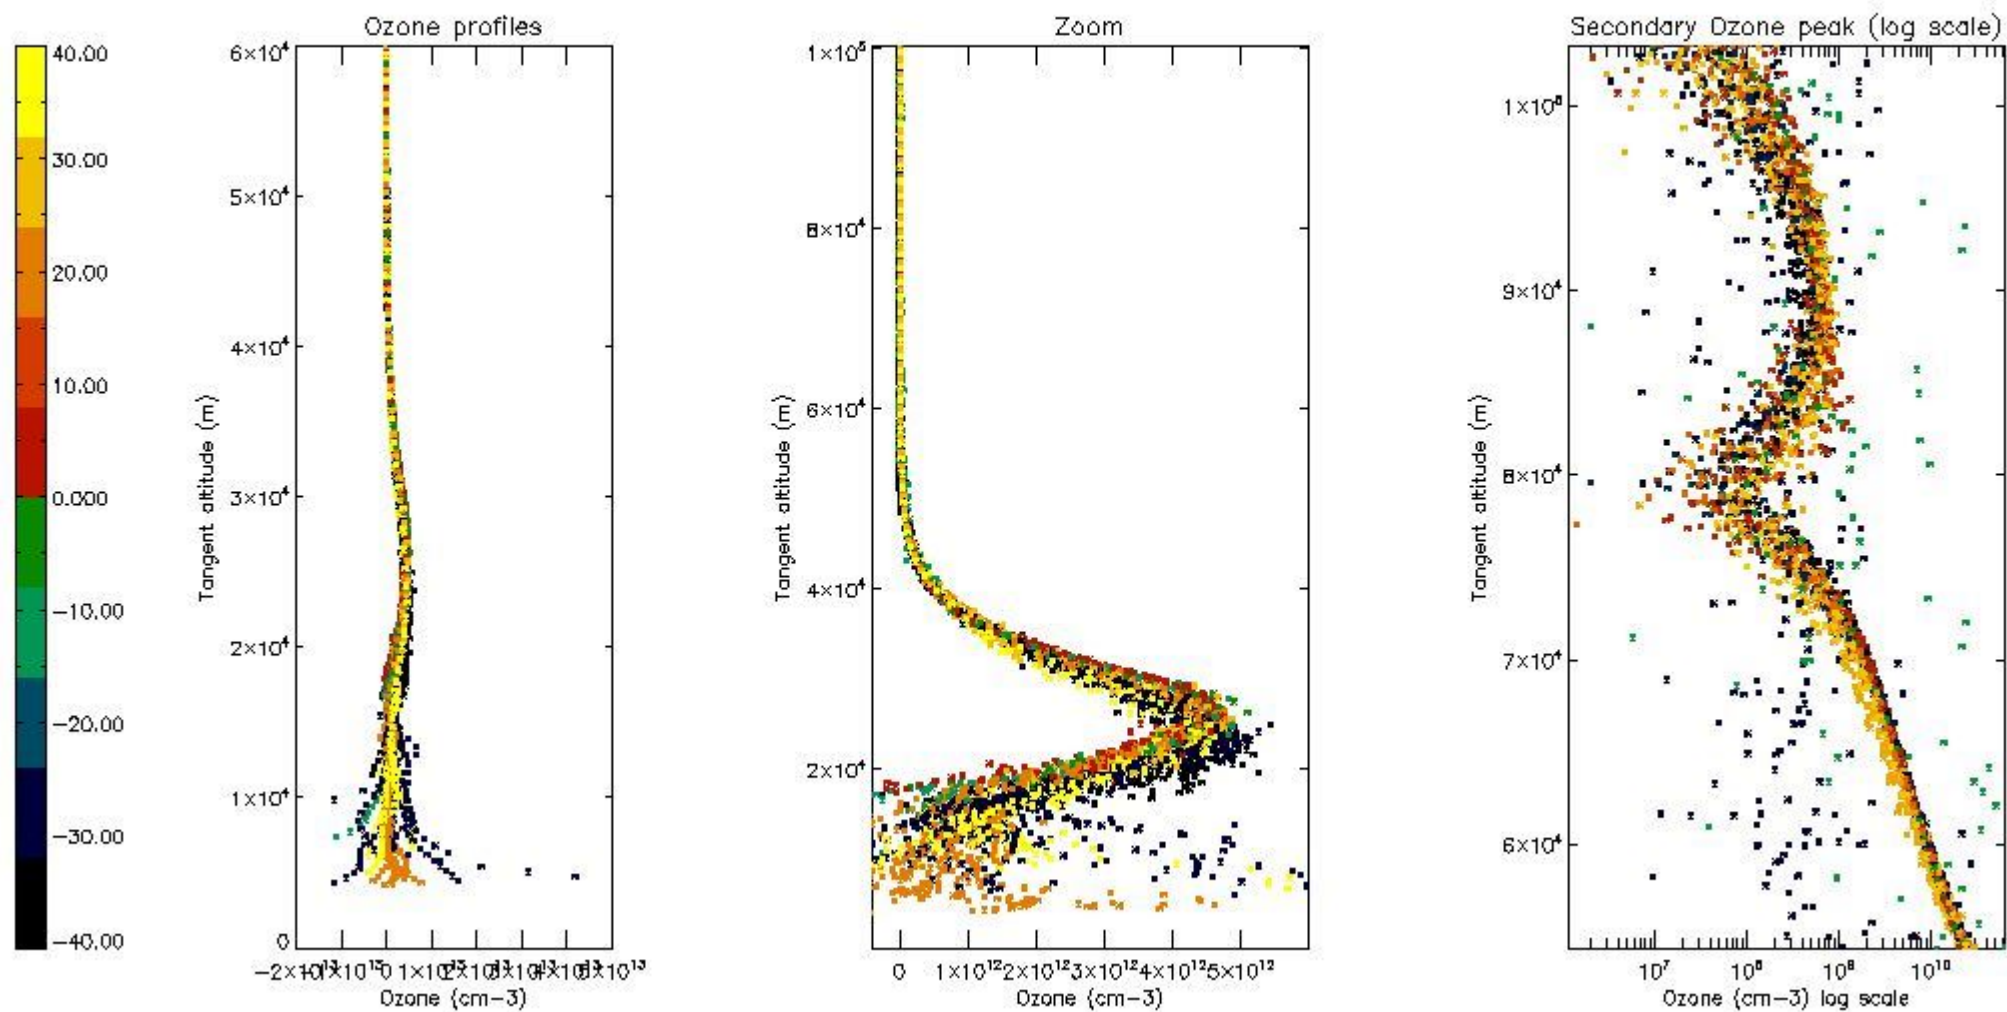 Ozone profiles
Zoom
Secondary Ozone peak (log scale)
40.00
30.00
20.00
10.00
0.000
−10.00
−20.00
−30.00
−40.00
6×10⁴
5×10⁴
4×10⁴
3×10⁴
2×10⁴
1×10⁴
0
Tangent altitude (m)
Ozone (cm−3)
1×10⁵
8×10⁴
6×10⁴
4×10⁴
2×10⁴
Tangent altitude (m)
0 1×10¹² 2×10¹² 3×10¹² 4×10¹² 5×10¹²
Ozone (cm−3)
1×10⁵
9×10⁴
8×10⁴
7×10⁴
6×10⁴
Tangent altitude (m)
10⁷ 10⁸ 10⁹ 10¹⁰
Ozone (cm−3) log scale